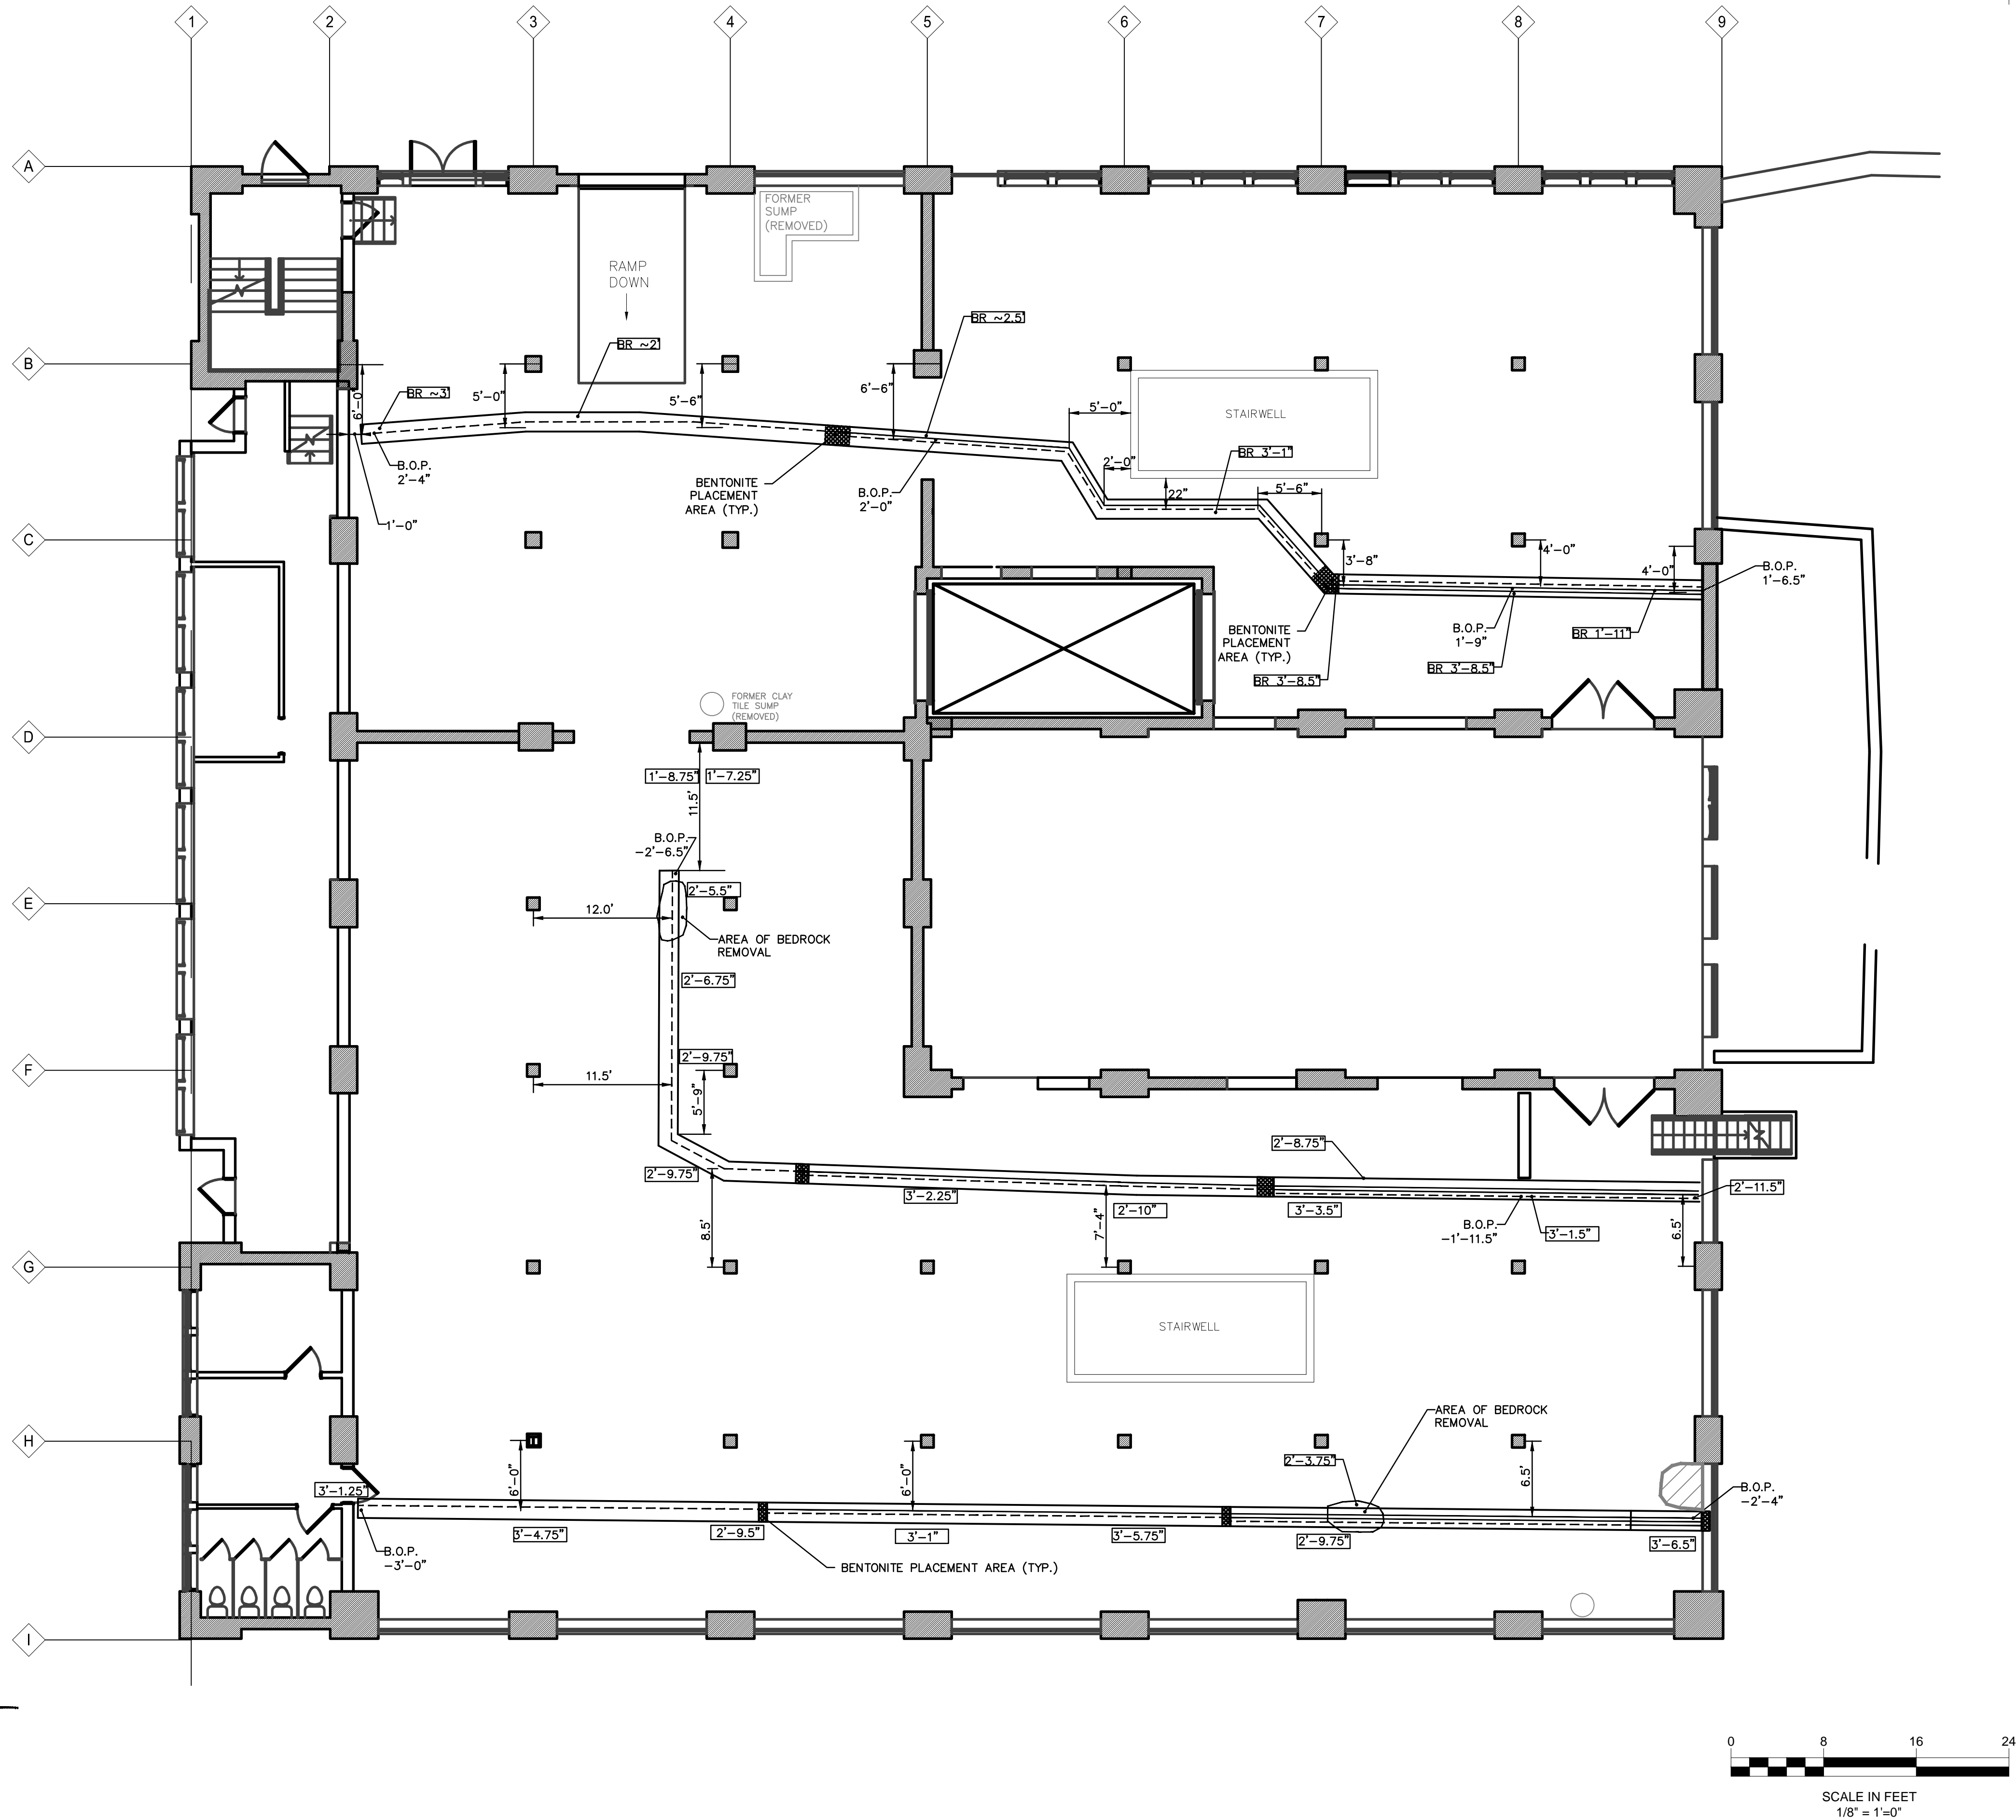 1 2 3 4 5 6 7 8 9
A
FORMER
SUMP
(REMOVED)
RAMP
DOWN
BR ~2.5'
BR ~2'
B
BR ~3'
6'-0"
5'-0"
5'-6"
6'-6"
5'-0"
STAIRWELL
B.O.P.
2'-4"
2'-0"
BR 3'-1"
BENTONITE
PLACEMENT
AREA (TYP.)
B.O.P.
2'-0"
22"
5'-6"
1'-0"
C
3'-8"
4'-0"
4'-0"
B.O.P.
1'-6.5"
BENTONITE
PLACEMENT
AREA (TYP.)
B.O.P.
1'-9"
BR 1'-11"
BR 3'-8.5"
BR 3'-8.5"
FORMER CLAY
TILE SUMP
(REMOVED)
D
1'-8.75"
1'-7.25"
11.5'
B.O.P.
-2'-6.5"
2'-5.5"
E
12.0'
AREA OF BEDROCK
REMOVAL
2'-6.75"
2'-9.75"
F
11.5'
5'-9"
2'-8.75"
2'-9.75"
3'-2.25"
2'-10"
3'-3.5"
2'-11.5"
8.5'
7'-4"
B.O.P.
-1'-11.5"
3'-1.5"
6.5'
G
STAIRWELL
AREA OF BEDROCK
REMOVAL
H
2'-3.75"
3'-1.25"
6'-0"
6'-0"
6.5'
B.O.P.
-2'-4"
3'-4.75"
2'-9.5"
3'-1"
3'-5.75"
2'-9.75"
3'-6.5"
B.O.P.
-3'-0"
BENTONITE PLACEMENT AREA (TYP.)
I
0 8 16 24
SCALE IN FEET
1/8" = 1'=0"